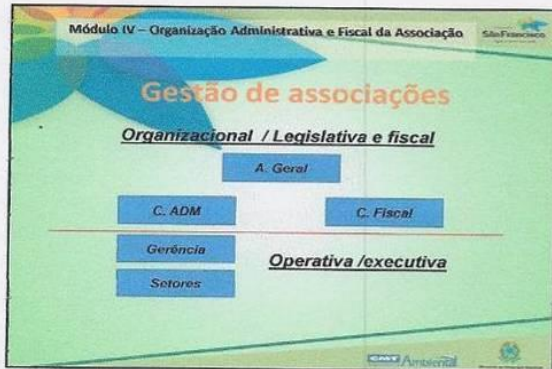 Módulo IV – Organização Administrativa e Fiscal da Associação
São Francisco
Gestão de associações
Organizacional / Legislativa e fiscal
A. Geral
C. ADM
C. Fiscal
Gerência
Operativa /executiva
Setores
CMT Ambiental